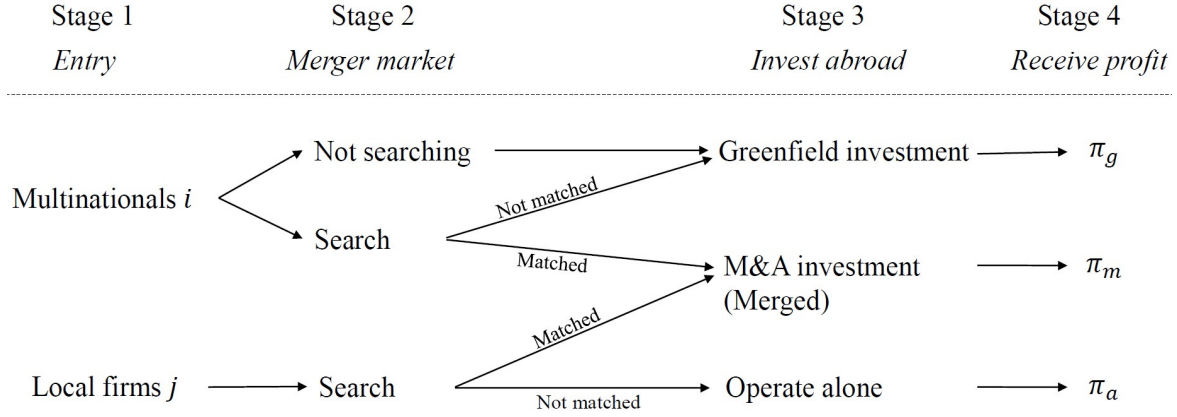 Stage 1 Stage 2 Stage 3 Stage 4
Entry Merger market Invest abroad Receive profit
Not searching Greenfield investment π_g
Not matched
Multinationals i
Search
Matched
M&A investment π_m
(Merged)
Matched
Local firms j Search Operate alone π_a
Not matched